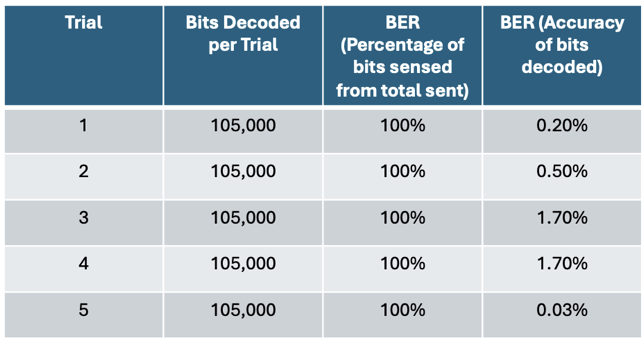 Trial Bits Decoded per Trial BER (Percentage of bits sensed from total sent) BER (Accuracy of bits decoded)
1 105,000 100% 0.20%
2 105,000 100% 0.50%
3 105,000 100% 1.70%
4 105,000 100% 1.70%
5 105,000 100% 0.03%